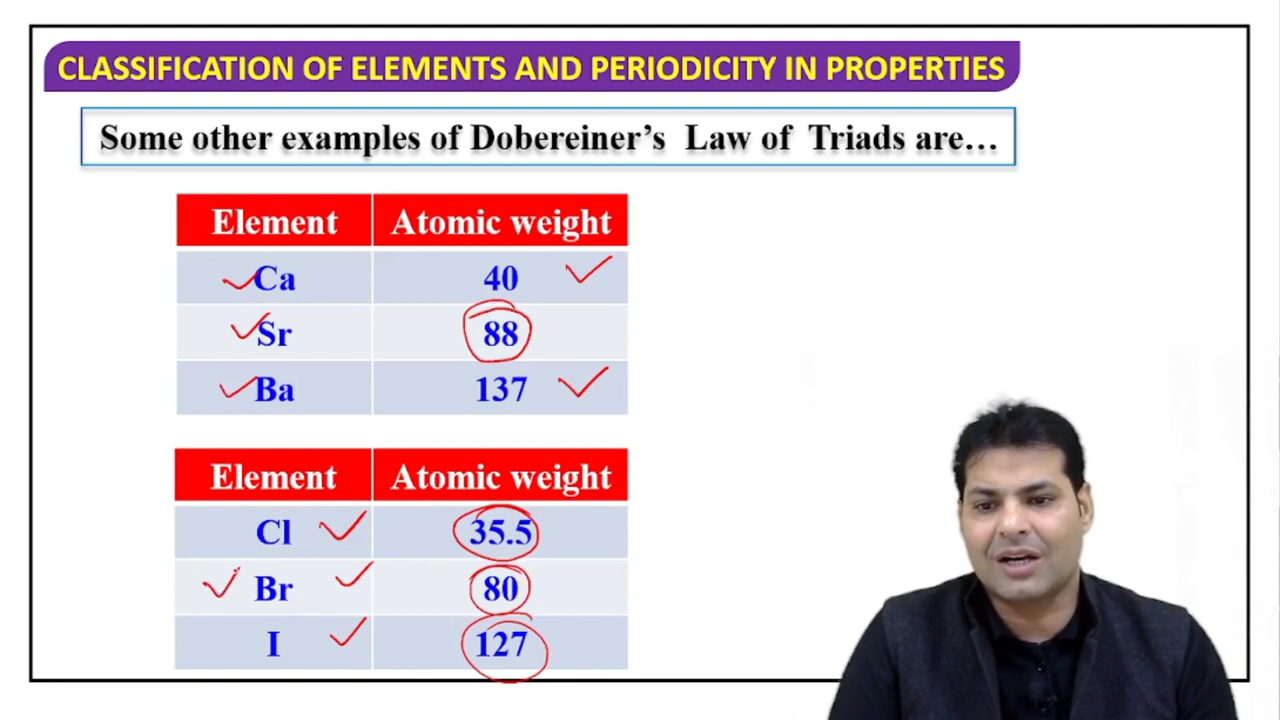 CLASSIFICATION OF ELEMENTS AND PERIODICITY IN PROPERTIES
Some other examples of Dobereiner’s Law of Triads are…
Element Atomic weight
Ca 40
Sr 88
Ba 137
Element Atomic weight
Cl 35.5
Br 80
I 127